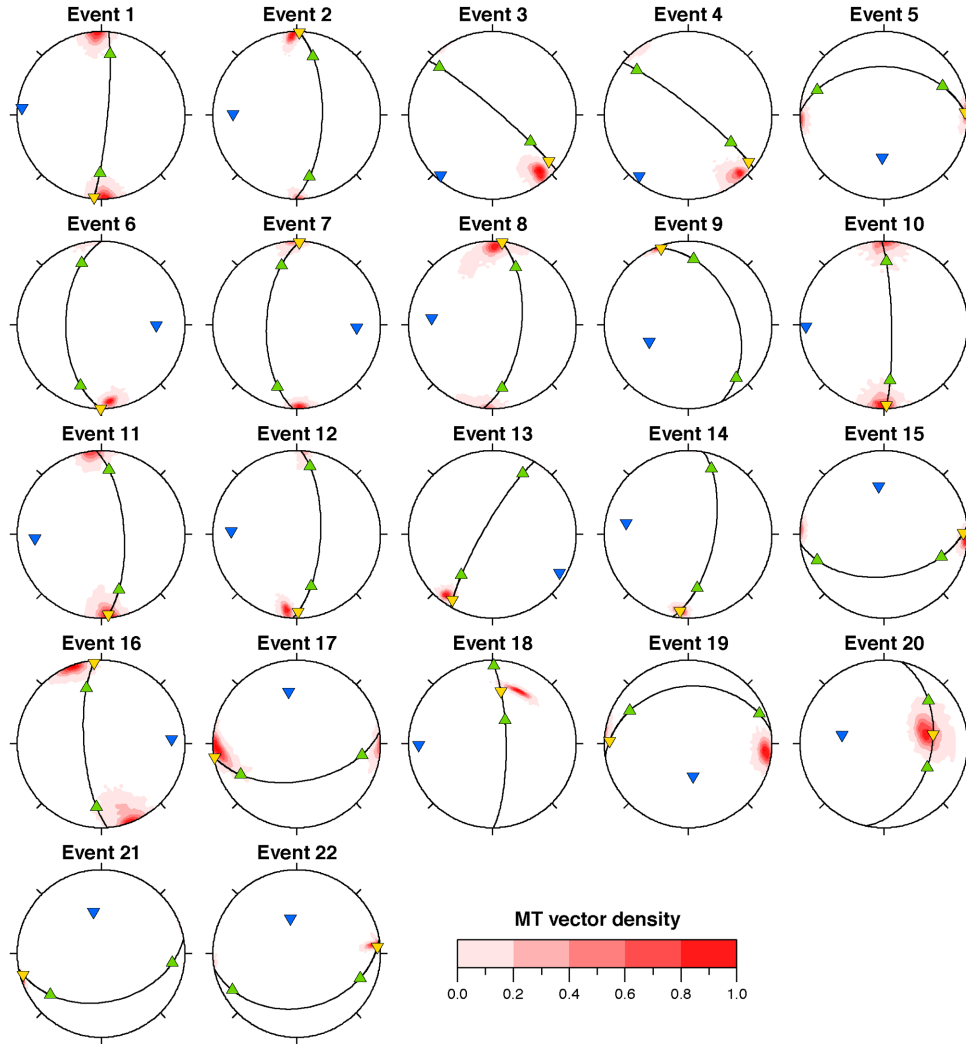 Event 1 Event 2 Event 3 Event 4 Event 5
Event 6 Event 7 Event 8 Event 9 Event 10
Event 11 Event 12 Event 13 Event 14 Event 15
Event 16 Event 17 Event 18 Event 19 Event 20
Event 21 Event 22
MT vector density
0.0 0.2 0.4 0.6 0.8 1.0